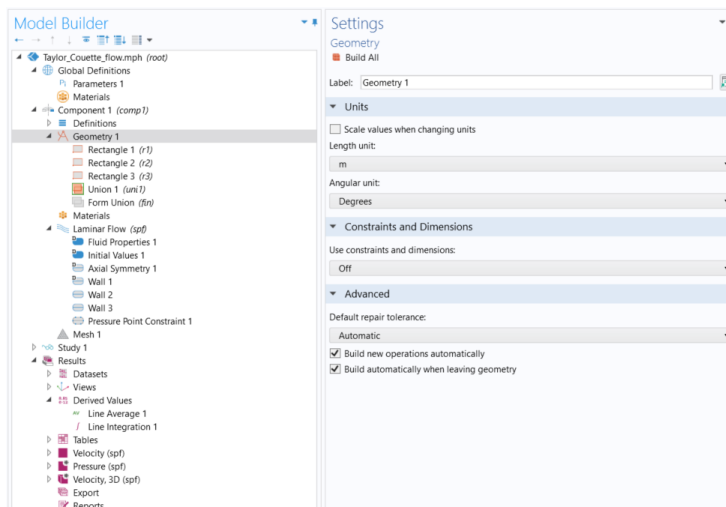 Model Builder
Taylor_Couette_flow.mph (root)
Global Definitions
Pi Parameters 1
Materials
Component 1 (comp1)
Definitions
Geometry 1
Rectangle 1 (r1)
Rectangle 2 (r2)
Rectangle 3 (r3)
Union 1 (uni1)
Form Union (fin)
Materials
Laminar Flow (spf)
Fluid Properties 1
Initial Values 1
Axial Symmetry 1
Wall 1
Wall 2
Wall 3
Pressure Point Constraint 1
Mesh 1
Study 1
Results
Datasets
Views
Derived Values
Line Average 1
Line Integration 1
Tables
Velocity (spf)
Pressure (spf)
Velocity, 3D (spf)
Export
Reports
Settings
Geometry
Build All
Label: Geometry 1
Units
Scale values when changing units
Length unit:
m
Angular unit:
Degrees
Constraints and Dimensions
Use constraints and dimensions:
Off
Advanced
Default repair tolerance:
Automatic
Build new operations automatically
Build automatically when leaving geometry